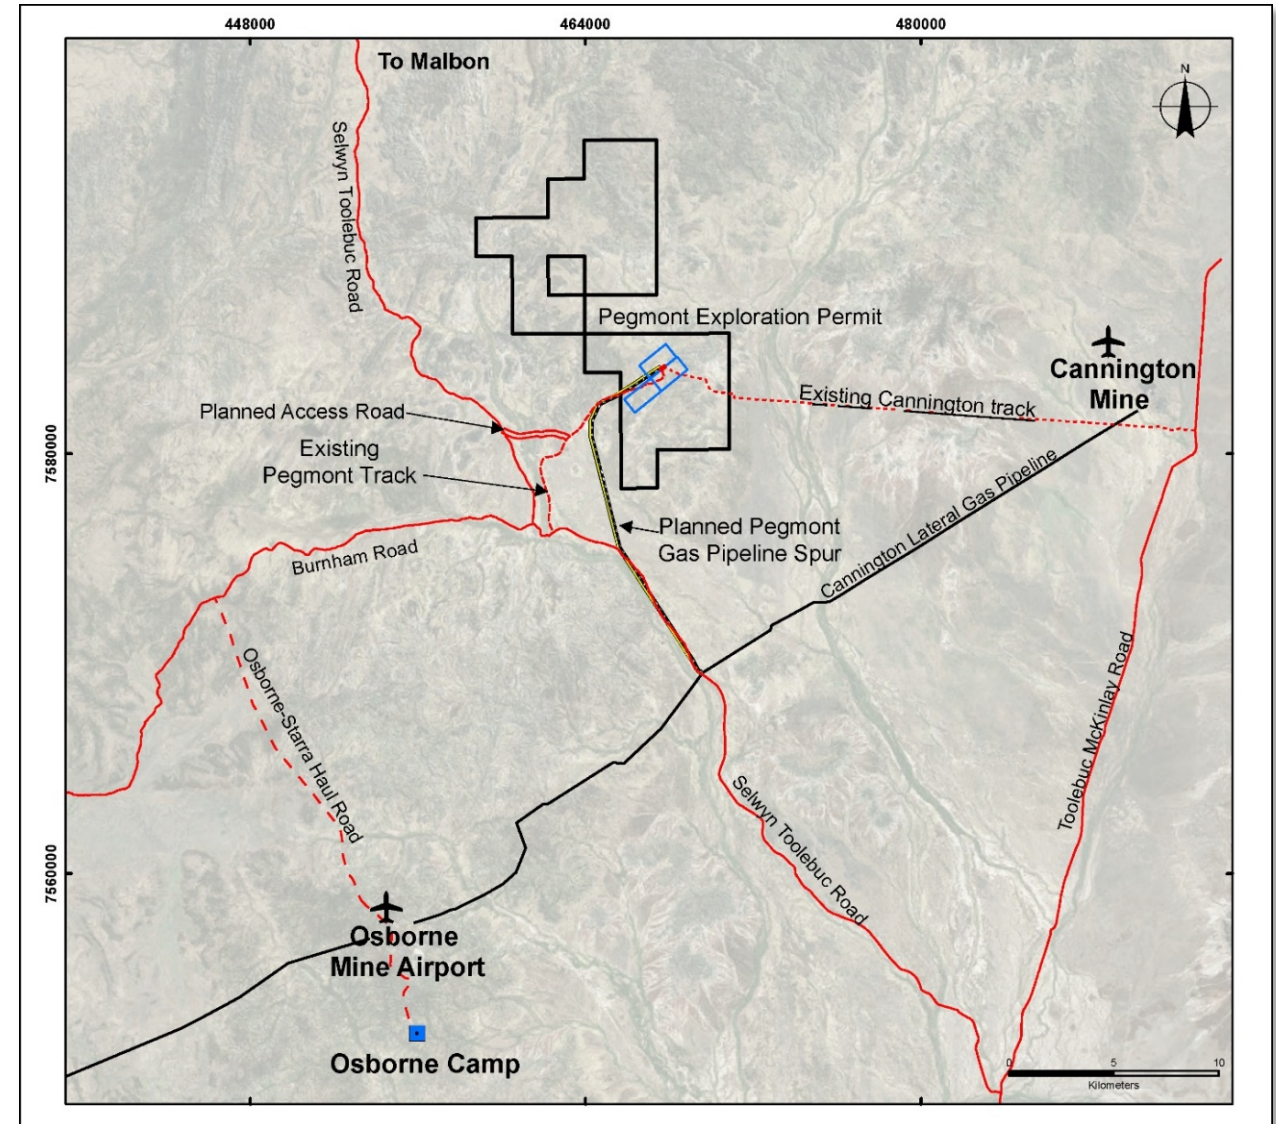 448000
464000
480000
To Malbon
N
Selwyn Toolebuc Road
Pegmont Exploration Permit
Cannington
Mine
Existing Cannington track
Planned Access Road
Existing
Pegmont Track
7580000
Planned Pegmont
Gas Pipeline Spur
Cannington Lateral Gas Pipeline
Burnham Road
Osborne-Starra Haul Road
Toolebuc McKinlay Road
Selwyn Toolebuc Road
7560000
Osborne
Mine Airport
Osborne Camp
0 5 10
Kilometers